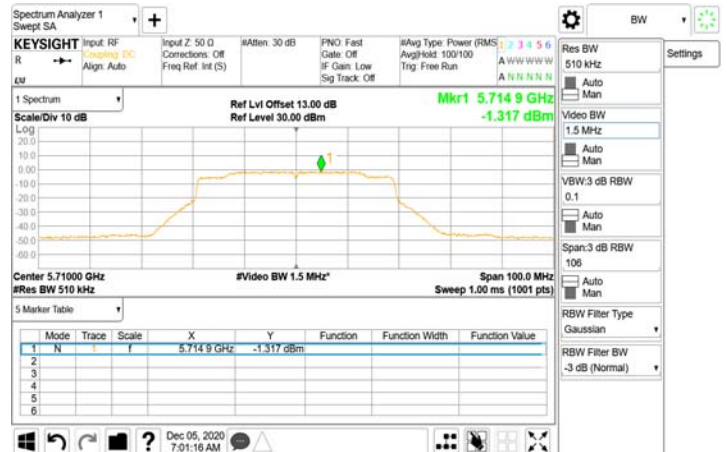 Spectrum Analyzer 1
Swept SA
+
BW
KEYSIGHT
R
Input: RF
Coupling: DC
Align: Auto
Input Z: 50 Ω
Corrections: Off
Freq Ref: Int (S)
#Atten: 30 dB
PNO: Fast
Gate: Off
IF Gain: Low
Sig Track: Off
#Avg Type: Power (RMS
Avg|Hold: 100/100
Trig: Free Run
1 2 3 4 5 6
A W W W W W
A N N N N N
1 Spectrum
Scale/Div 10 dB
Log
Ref Lvl Offset 13.00 dB
Ref Level 30.00 dBm
Mkr1 5.714 9 GHz
-1.317 dBm
20.0
10.0
0.00
-10.0
-20.0
-30.0
-40.0
-50.0
-60.0
1
Center 5.71000 GHz
#Res BW 510 kHz
#Video BW 1.5 MHz*
Span 100.0 MHz
Sweep 1.00 ms (1001 pts)
5 Marker Table
Mode Trace Scale X Y Function Function Width Function Value
1 N 1 f 5.714 9 GHz -1.317 dBm
2
3
4
5
6
?
Dec 05, 2020
7:01:16 AM
Res BW
510 kHz
Auto
Man
Video BW
1.5 MHz
Auto
Man
VBW:3 dB RBW
0.1
Auto
Man
Span:3 dB RBW
106
Auto
Man
RBW Filter Type
Gaussian
RBW Filter BW
-3 dB (Normal)
Settings